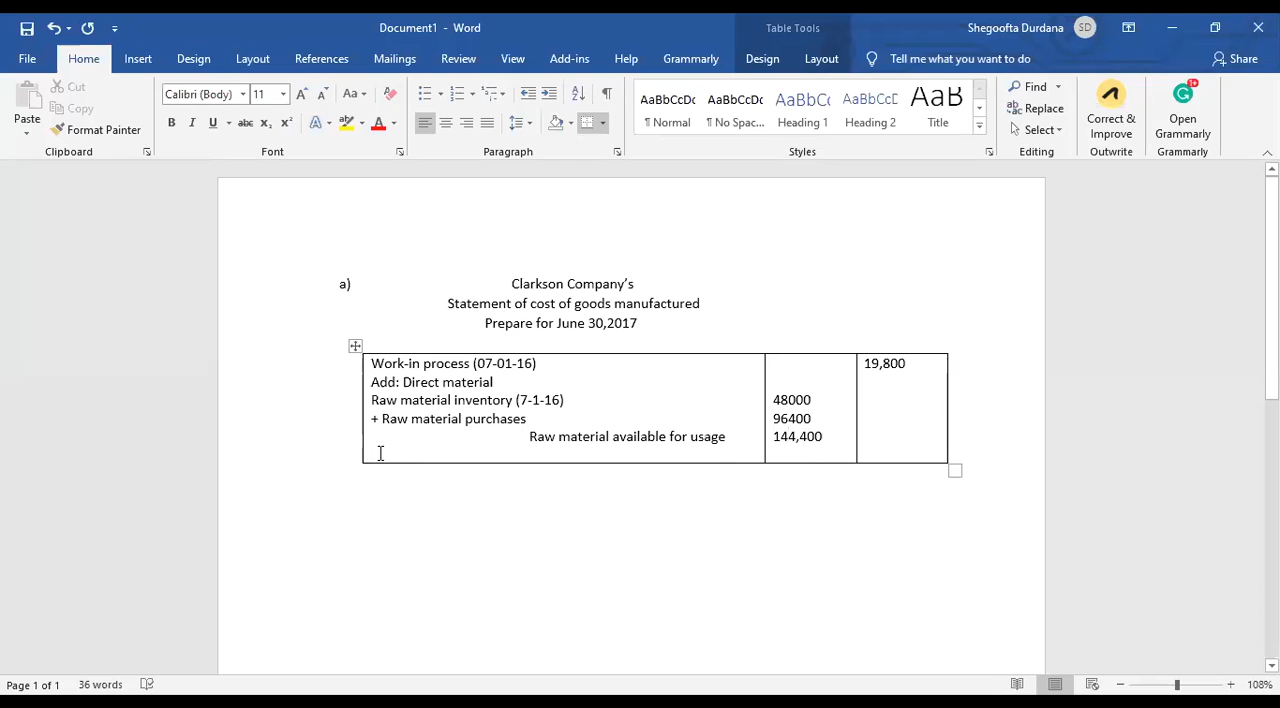 Document1 - Word
Table Tools
Shegoofta Durdana
SD
File
Home
Insert
Design
Layout
References
Mailings
Review
View
Add-ins
Help
Grammarly
Design
Layout
Tell me what you want to do
Share
Paste
Cut
Copy
Format Painter
Clipboard
Calibri (Body)
11
Font
Paragraph
AaBbCcDc
¶ Normal
AaBbCcDc
¶ No Spac...
AaBbCc
Heading 1
AaBbCcD
Heading 2
AaB
Title
Styles
Find
Replace
Select
Editing
Correct &
Improve
Outwrite
Open
Grammarly
Grammarly
a) Clarkson Company’s
Statement of cost of goods manufactured
Prepare for June 30,2017
Work-in process (07-01-16) 19,800
Add: Direct material
Raw material inventory (7-1-16) 48000
+ Raw material purchases 96400
Raw material available for usage 144,400
Page 1 of 1
36 words
108%